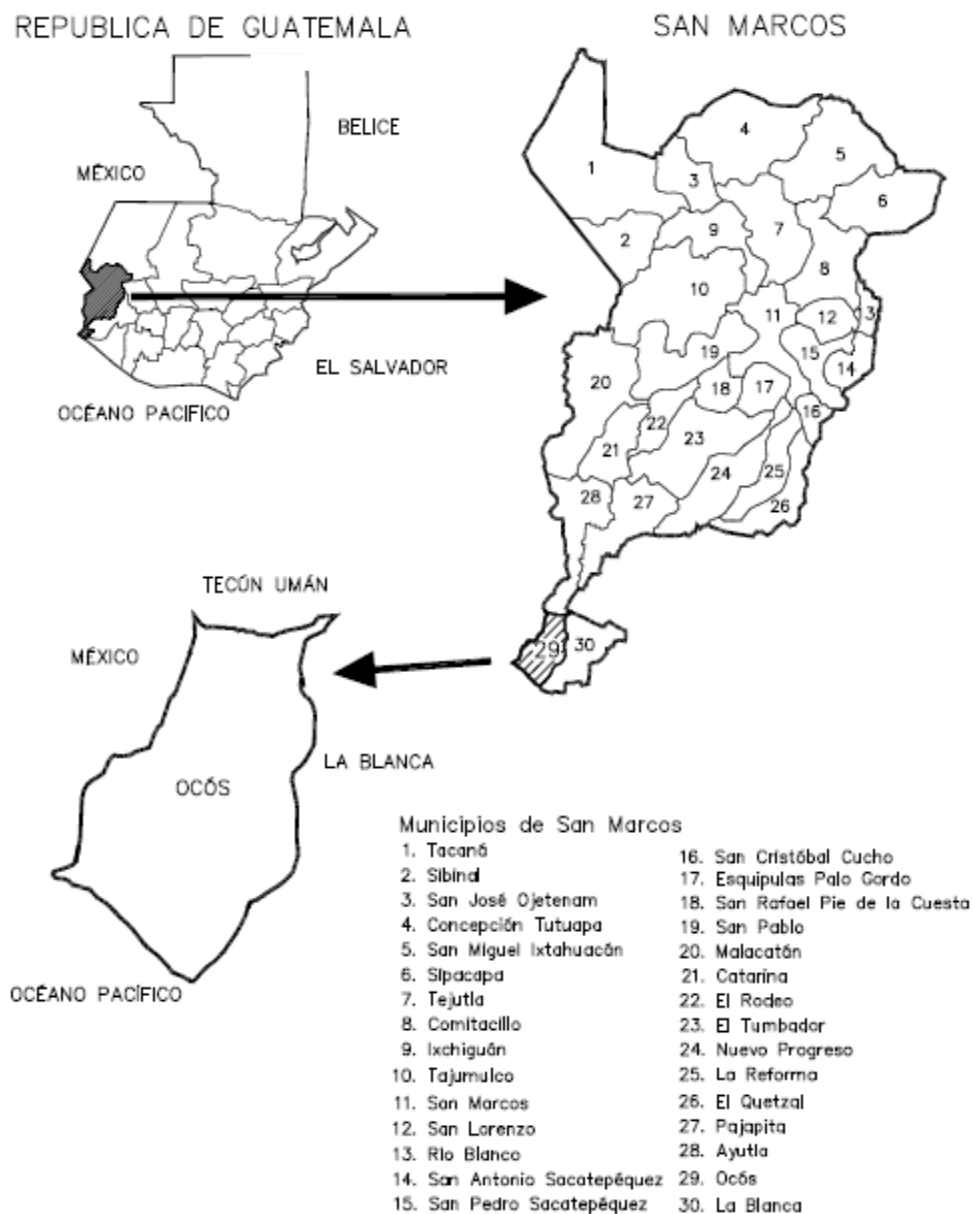 REPUBLICA DE GUATEMALA
SAN MARCOS
BELICE
MÉXICO
EL SALVADOR
OCÉANO PACÍFICO
1
2
3
4
5
6
7
8
9
10
11
12
3
14
15
16
17
18
19
20
21
22
23
24
25
26
27
28
29
30
TECÚN UMÁN
MÉXICO
LA BLANCA
OCÓS
OCÉANO PACÍFICO
Municipios de San Marcos
1. Tacaná
2. Sibinal
3. San José Ojetenam
4. Concepción Tutuapa
5. San Miguel Ixtahuacán
6. Sipacapa
7. Tejutla
8. Comitacillo
9. Ixchiguán
10. Tajumulco
11. San Marcos
12. San Lorenzo
13. Río Blanco
14. San Antonio Sacatepéquez
15. San Pedro Sacatepéquez
16. San Cristóbal Cucho
17. Esquipulas Palo Gordo
18. San Rafael Pie de la Cuesta
19. San Pablo
20. Malacatán
21. Catarina
22. El Rodeo
23. El Tumbador
24. Nuevo Progreso
25. La Reforma
26. El Quetzal
27. Pajapita
28. Ayutla
29. Ocós
30. La Blanca